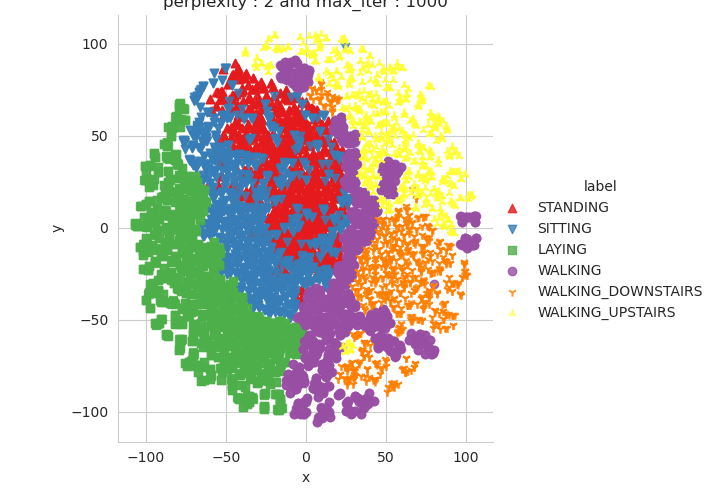 perplexity : 2 and max_iter : 1000
100
50
0
−50
−100
y
−100
−50
0
50
100
x
label
STANDING
SITTING
LAYING
WALKING
WALKING_DOWNSTAIRS
WALKING_UPSTAIRS